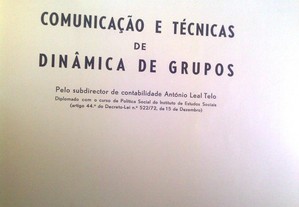 COMUNICAÇÃO E TÉCNICAS
DE
DINÂMICA DE GRUPOS
Pelo subdirector de contabilidade António Leal Telo
Diplomado com o curso de Política Social do Instituto de Estudos Sociais
(artigo 44.º do Decreto-Lei n.º 522/73, de 15 de Dezembro)